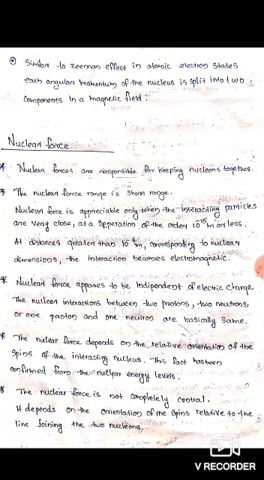 Similar to zeeman effect in atomic electron states
each angular momentum of the nucleus is split into two
components in a magnetic field.
Nuclear force
* Nuclear forces are responsible for keeping nucleons together.
* The nuclear force range is short range.
Nuclear force is appreciable only when the interacting particles
are very close, at a seperation of the order 10⁻¹⁵m or less.
At distances greater than m, corresponding to nuclear
dimensions, the interaction becomes electromagnetic.
* Nuclear force appaires to be independent of electric charge.
The nuclear interactions between two protons, two neutrons
or one proton and one neutron are basically same.
* The nuclear force depends on the relative orientation of the
spins of the interacting nucleus. This fact has been
confirmed from the nuclear energy levels.
* The nuclear force is not completely central.
It depends on the orientation of the spins relative to the
line joining the two nucleons.
V RECORDER